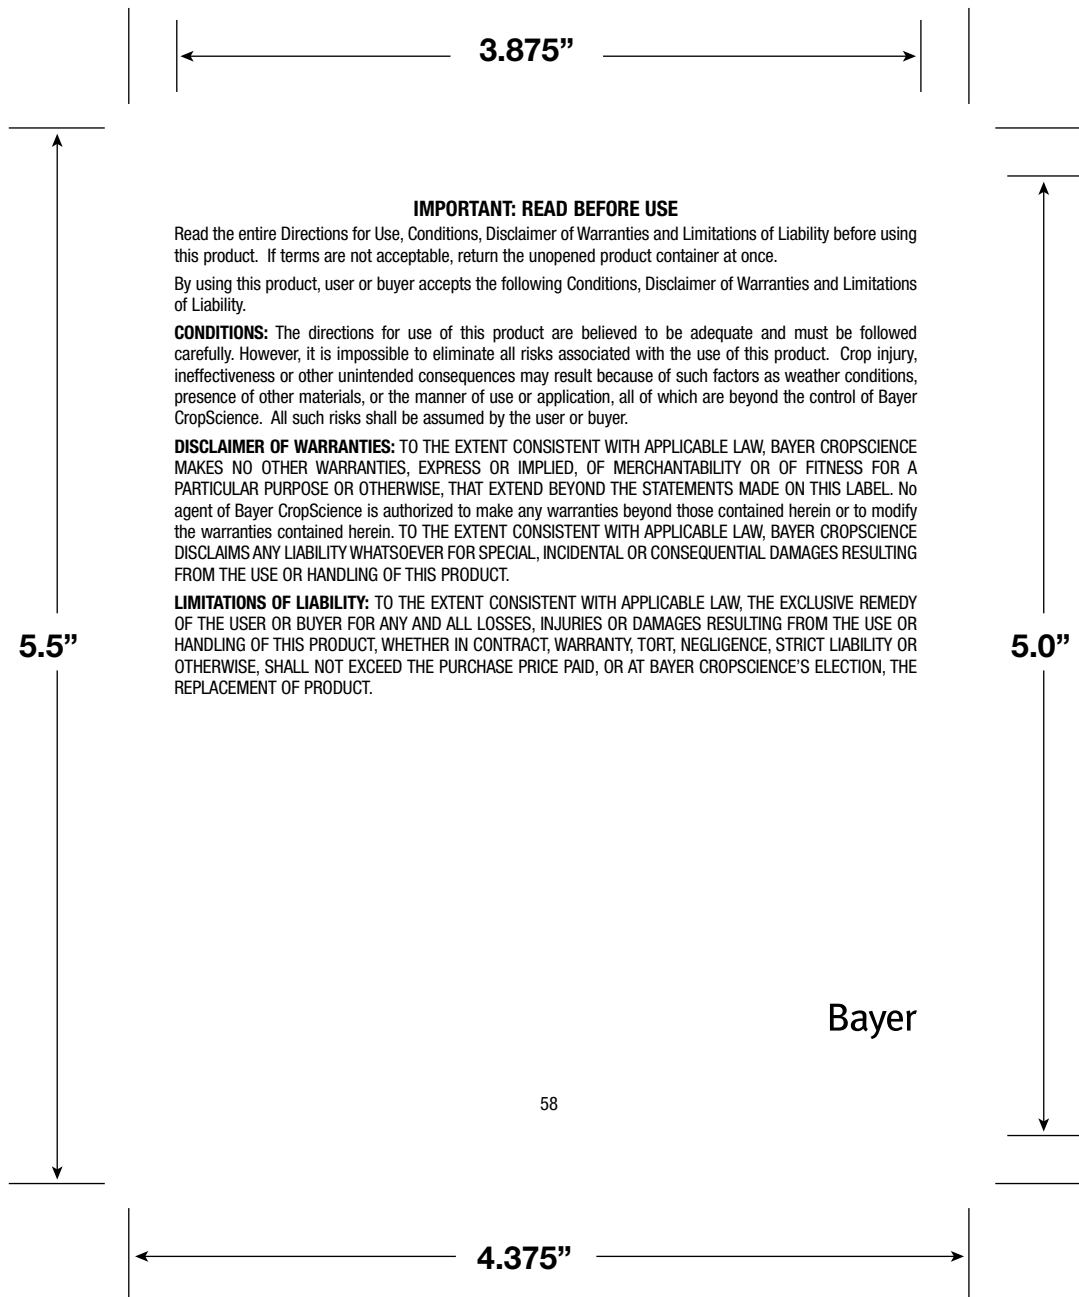 3.875”
IMPORTANT: READ BEFORE USE
Read the entire Directions for Use, Conditions, Disclaimer of Warranties and Limitations of Liability before using
this product.  If terms are not acceptable, return the unopened product container at once.
By using this product, user or buyer accepts the following Conditions, Disclaimer of Warranties and Limitations
of Liability.
CONDITIONS: The directions for use of this product are believed to be adequate and must be followed
carefully. However, it is impossible to eliminate all risks associated with the use of this product.  Crop injury,
ineffectiveness or other unintended consequences may result because of such factors as weather conditions,
presence of other materials, or the manner of use or application, all of which are beyond the control of Bayer
CropScience.  All such risks shall be assumed by the user or buyer.
DISCLAIMER OF WARRANTIES: TO THE EXTENT CONSISTENT WITH APPLICABLE LAW, BAYER CROPSCIENCE
MAKES NO OTHER WARRANTIES, EXPRESS OR IMPLIED, OF MERCHANTABILITY OR OF FITNESS FOR A
PARTICULAR PURPOSE OR OTHERWISE, THAT EXTEND BEYOND THE STATEMENTS MADE ON THIS LABEL. No
agent of Bayer CropScience is authorized to make any warranties beyond those contained herein or to modify
the warranties contained herein. TO THE EXTENT CONSISTENT WITH APPLICABLE LAW, BAYER CROPSCIENCE
DISCLAIMS ANY LIABILITY WHATSOEVER FOR SPECIAL, INCIDENTAL OR CONSEQUENTIAL DAMAGES RESULTING
FROM THE USE OR HANDLING OF THIS PRODUCT.
LIMITATIONS OF LIABILITY: TO THE EXTENT CONSISTENT WITH APPLICABLE LAW, THE EXCLUSIVE REMEDY
OF THE USER OR BUYER FOR ANY AND ALL LOSSES, INJURIES OR DAMAGES RESULTING FROM THE USE OR
HANDLING OF THIS PRODUCT, WHETHER IN CONTRACT, WARRANTY, TORT, NEGLIGENCE, STRICT LIABILITY OR
OTHERWISE, SHALL NOT EXCEED THE PURCHASE PRICE PAID, OR AT BAYER CROPSCIENCE’S ELECTION, THE
REPLACEMENT OF PRODUCT.
5.5”
5.0”
Bayer
58
4.375”